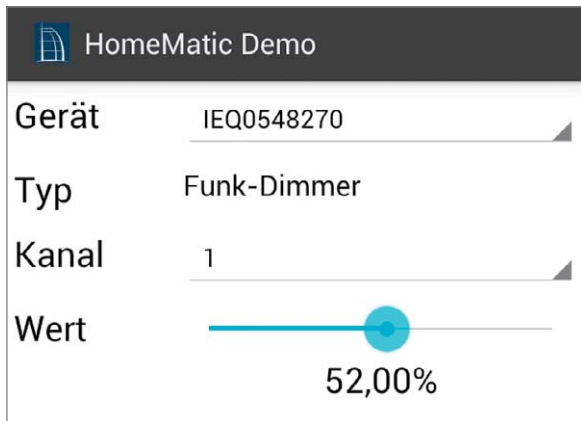 HomeMatic Demo
Gerät IEQ0548270
Typ Funk-Dimmer
Kanal 1
Wert
52,00%